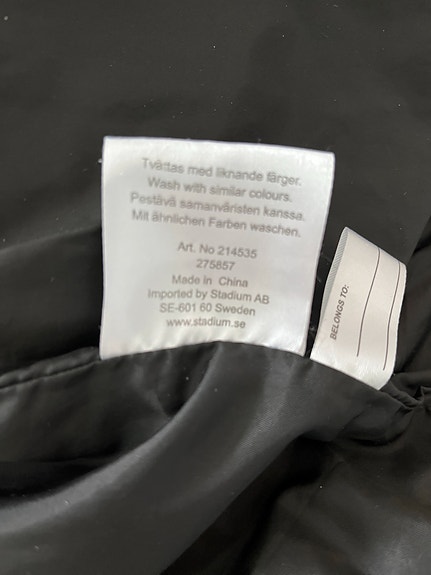 Tvättas med liknande färger.
Wash with similar colours.
Pestävä samanväristen kanssa.
Mit ähnlichen Farben waschen.
Art. No 214535
275857
Made in China
Imported by Stadium AB
SE-601 60 Sweden
www.stadium.se
BELONGS TO: